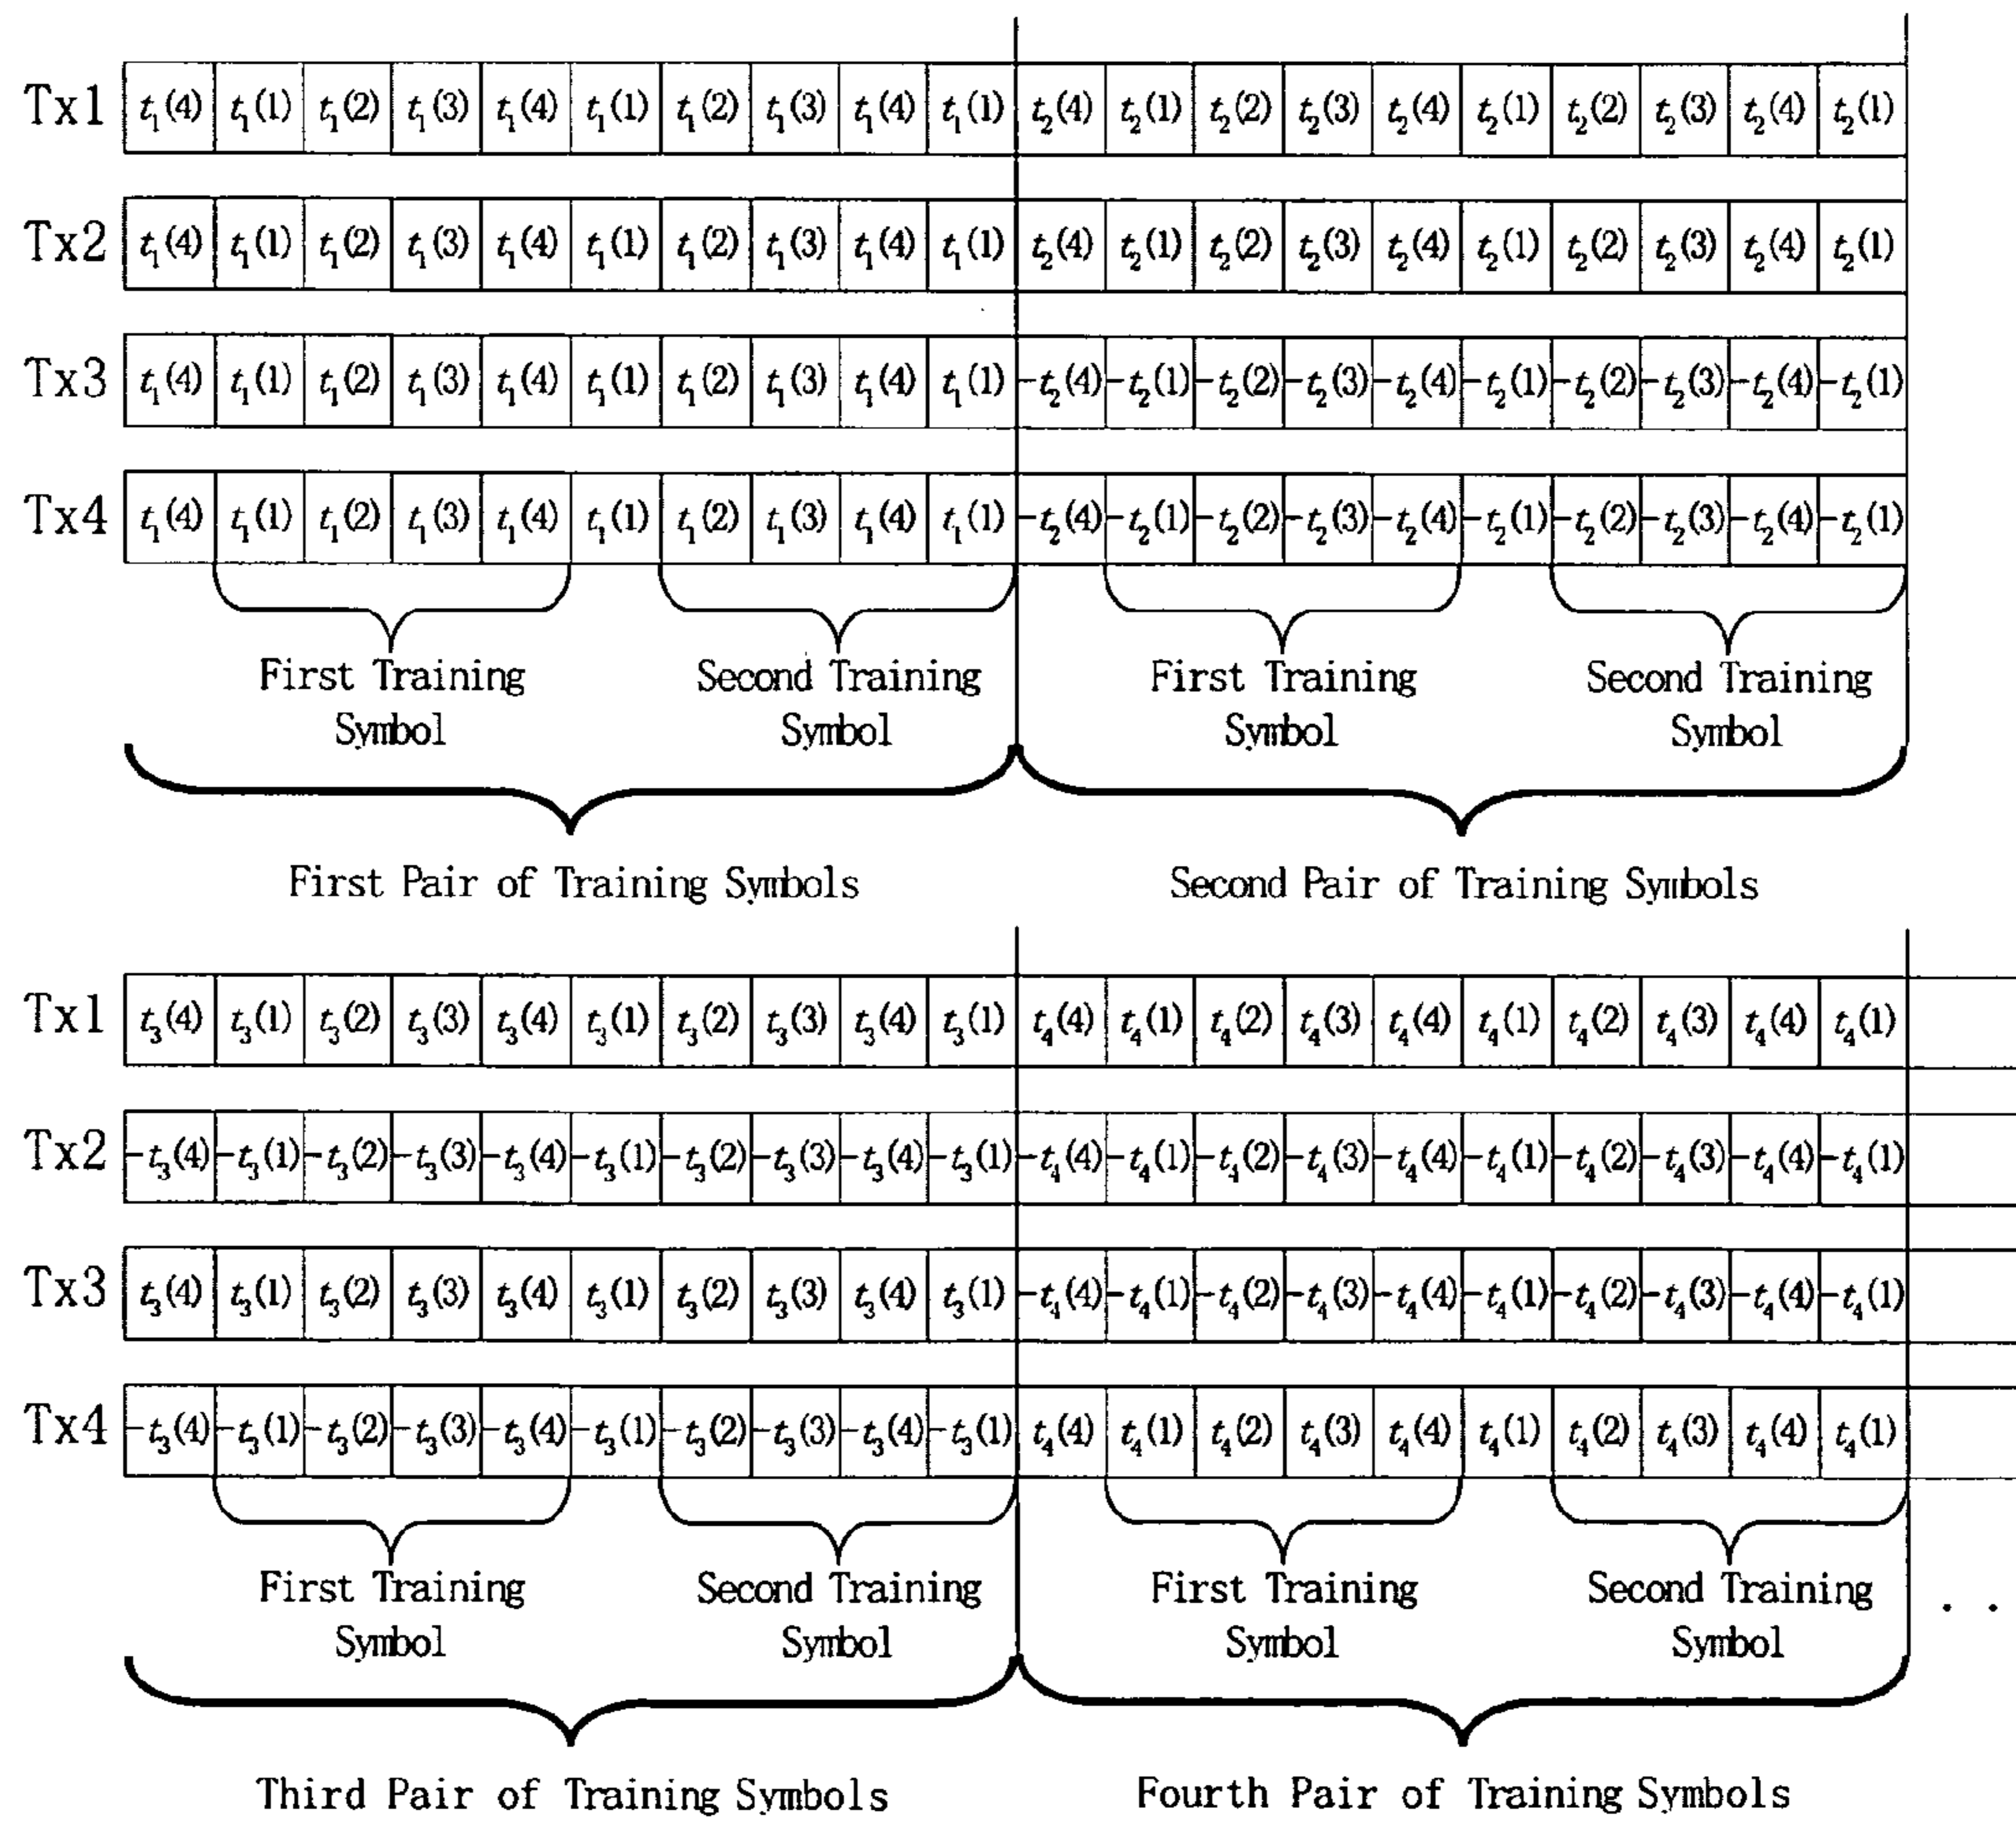 Tx1 t₁(4) t₁(1) t₁(2) t₁(3) t₁(4) t₁(1) t₁(2) t₁(3) t₁(4) t₁(1) t₂(4) t₂(1) t₂(2) t₂(3) t₂(4) t₂(1) t₂(2) t₂(3) t₂(4) t₂(1)
Tx2 t₁(4) t₁(1) t₁(2) t₁(3) t₁(4) t₁(1) t₁(2) t₁(3) t₁(4) t₁(1) t₂(4) t₂(1) t₂(2) t₂(3) t₂(4) t₂(1) t₂(2) t₂(3) t₂(4) t₂(1)
Tx3 t₁(4) t₁(1) t₁(2) t₁(3) t₁(4) t₁(1) t₁(2) t₁(3) t₁(4) t₁(1) -t₂(4) -t₂(1) -t₂(2) -t₂(3) -t₂(4) -t₂(1) -t₂(2) -t₂(3) -t₂(4) -t₂(1)
Tx4 t₁(4) t₁(1) t₁(2) t₁(3) t₁(4) t₁(1) t₁(2) t₁(3) t₁(4) t₁(1) -t₂(4) -t₂(1) -t₂(2) -t₂(3) -t₂(4) -t₂(1) -t₂(2) -t₂(3) -t₂(4) -t₂(1)
First Training Second Training First Training Second Training
Symbol Symbol Symbol Symbol
First Pair of Training Symbols Second Pair of Training Symbols
Tx1 t₃(4) t₃(1) t₃(2) t₃(3) t₃(4) t₃(1) t₃(2) t₃(3) t₃(4) t₃(1) t₄(4) t₄(1) t₄(2) t₄(3) t₄(4) t₄(1) t₄(2) t₄(3) t₄(4) t₄(1)
Tx2 -t₃(4) -t₃(1) -t₃(2) -t₃(3) -t₃(4) -t₃(1) -t₃(2) -t₃(3) -t₃(4) -t₃(1) -t₄(4) -t₄(1) -t₄(2) -t₄(3) -t₄(4) -t₄(1) -t₄(2) -t₄(3) -t₄(4) -t₄(1)
Tx3 t₃(4) t₃(1) t₃(2) t₃(3) t₃(4) t₃(1) t₃(2) t₃(3) t₃(4) t₃(1) -t₄(4) -t₄(1) -t₄(2) -t₄(3) -t₄(4) -t₄(1) -t₄(2) -t₄(3) -t₄(4) -t₄(1)
Tx4 -t₃(4) -t₃(1) -t₃(2) -t₃(3) -t₃(4) -t₃(1) -t₃(2) -t₃(3) -t₃(4) -t₃(1) t₄(4) t₄(1) t₄(2) t₄(3) t₄(4) t₄(1) t₄(2) t₄(3) t₄(4) t₄(1)
First Training Second Training First Training Second Training . .
Symbol Symbol Symbol Symbol
Third Pair of Training Symbols Fourth Pair of Training Symbols